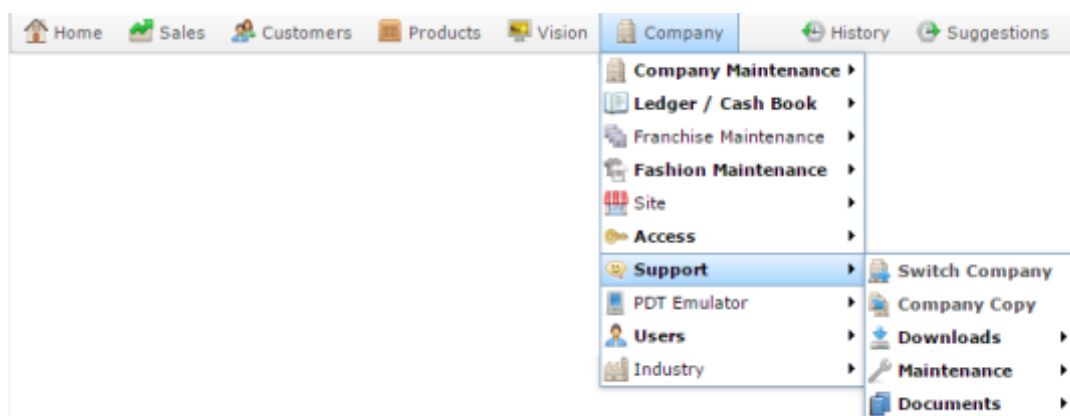 Home Sales Customers Products Vision Company History Suggestions
Company Maintenance
Ledger / Cash Book
Franchise Maintenance
Fashion Maintenance
Site
Access
Support
PDT Emulator
Users
Industry
Switch Company
Company Copy
Downloads
Maintenance
Documents